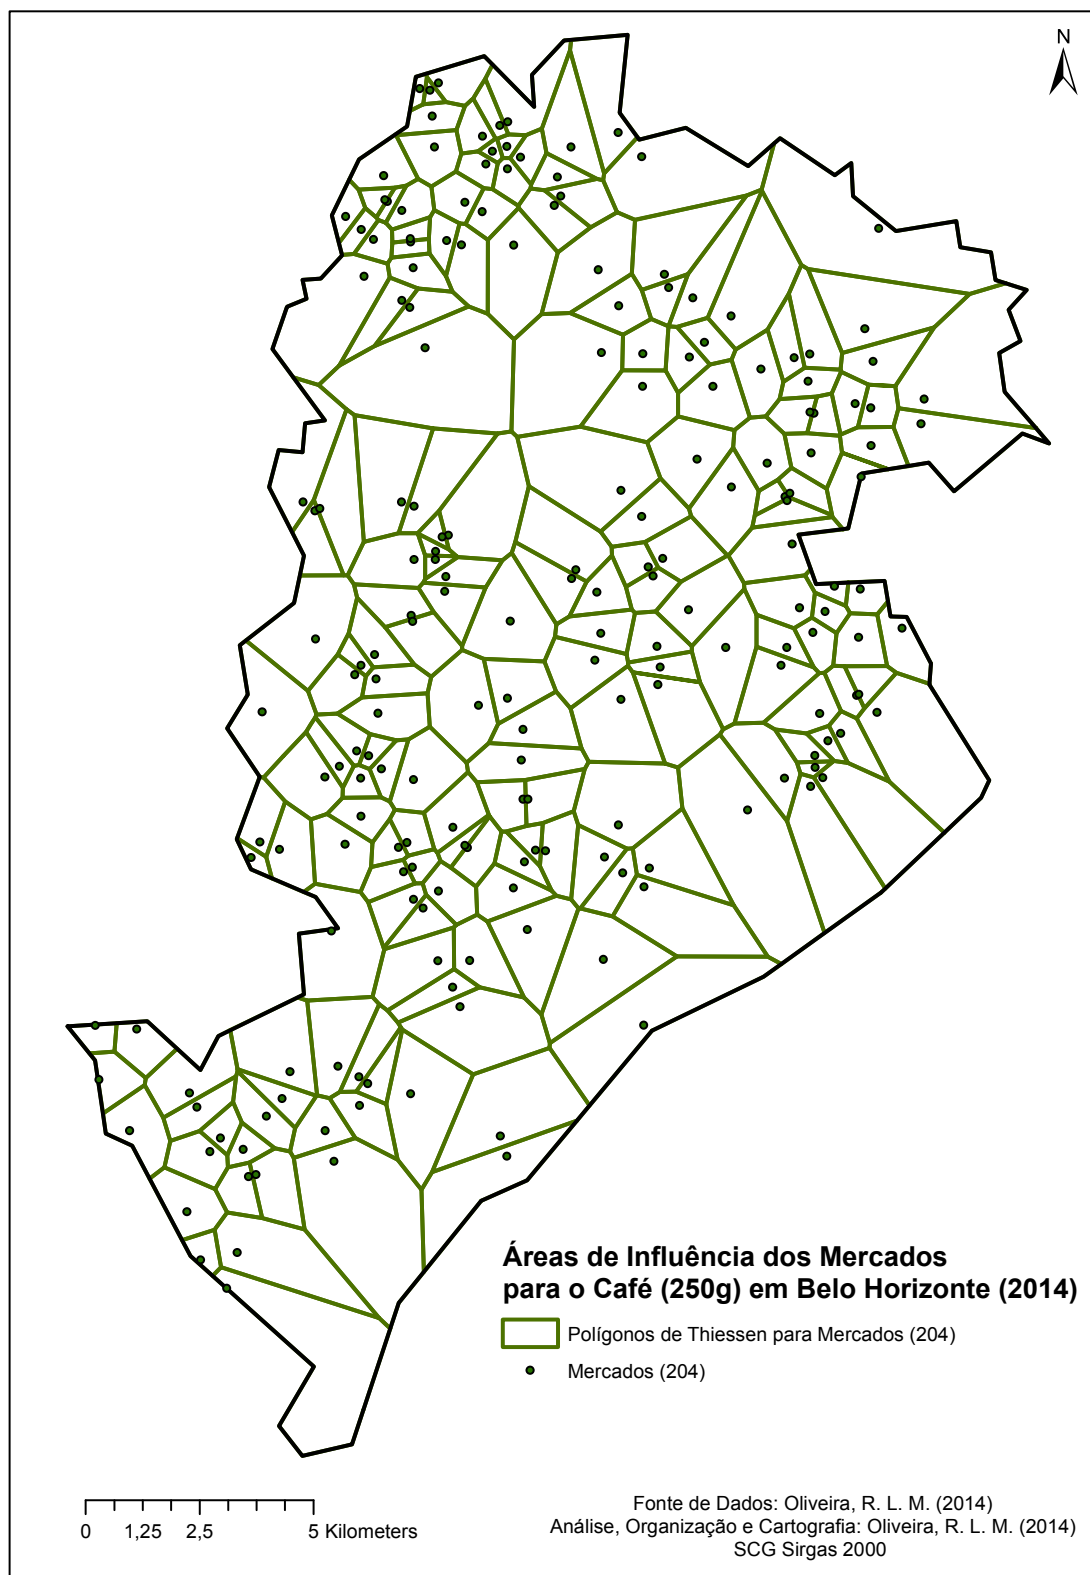 N
Áreas de Influência dos Mercados
para o Café (250g) em Belo Horizonte (2014)
Polígonos de Thiessen para Mercados (204)
Mercados (204)
0 1,25 2,5 5 Kilometers
Fonte de Dados: Oliveira, R. L. M. (2014)
Análise, Organização e Cartografia: Oliveira, R. L. M. (2014)
SCG Sirgas 2000